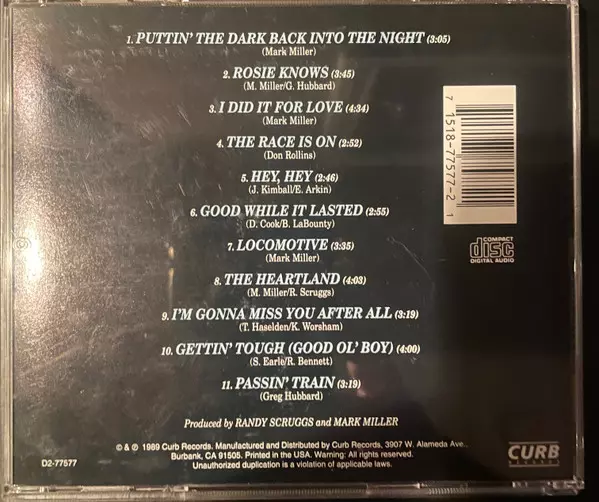 1. PUTTIN' THE DARK BACK INTO THE NIGHT (3:05)
(Mark Miller)
2. ROSIE KNOWS (3:45)
(M. Miller/G. Hubbard)
3. I DID IT FOR LOVE (4:34)
(Mark Miller)
4. THE RACE IS ON (2:52)
(Don Rollins)
5. HEY, HEY (2:46)
(J. Kimball/E. Arkin)
6. GOOD WHILE IT LASTED (2:55)
(D. Cook/B. LaBounty)
7. LOCOMOTIVE (3:35)
(Mark Miller)
8. THE HEARTLAND (4:03)
(M. Miller/R. Scruggs)
9. I'M GONNA MISS YOU AFTER ALL (3:19)
(T. Haselden/K. Worsham)
10. GETTIN' TOUGH (GOOD OL' BOY) (4:00)
(S. Earle/R. Bennett)
11. PASSIN' TRAIN (3:19)
(Greg Hubbard)
7 15187-7577-2 1
COMPACT
disc
DIGITAL AUDIO
Produced by RANDY SCRUGGS and MARK MILLER
© & ℗ 1989 Curb Records. Manufactured and Distributed by Curb Records, 3907 W. Alameda Ave.,
Burbank, CA 91505. Printed in the USA. Warning: All rights reserved.
Unauthorized duplication is a violation of applicable laws.
D2-77577
CURB
RECORDS